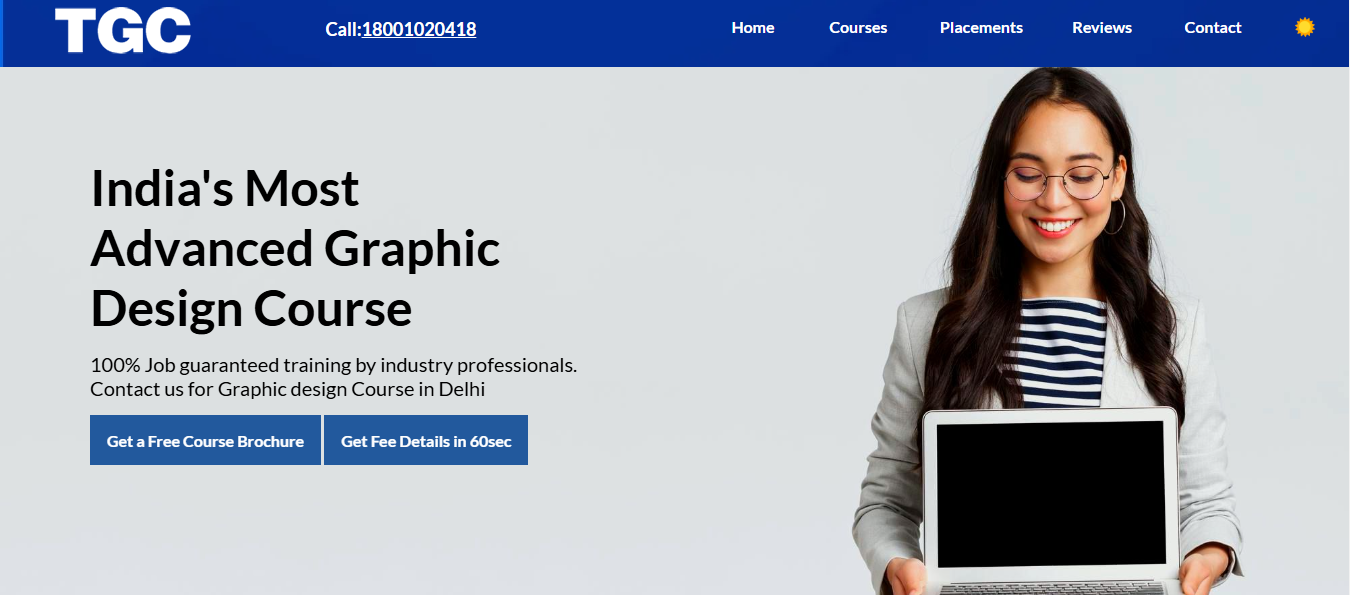 TGC
Call:18001020418
Home Courses Placements Reviews Contact
India's Most
Advanced Graphic
Design Course
100% Job guaranteed training by industry professionals.
Contact us for Graphic design Course in Delhi
Get a Free Course Brochure Get Fee Details in 60sec